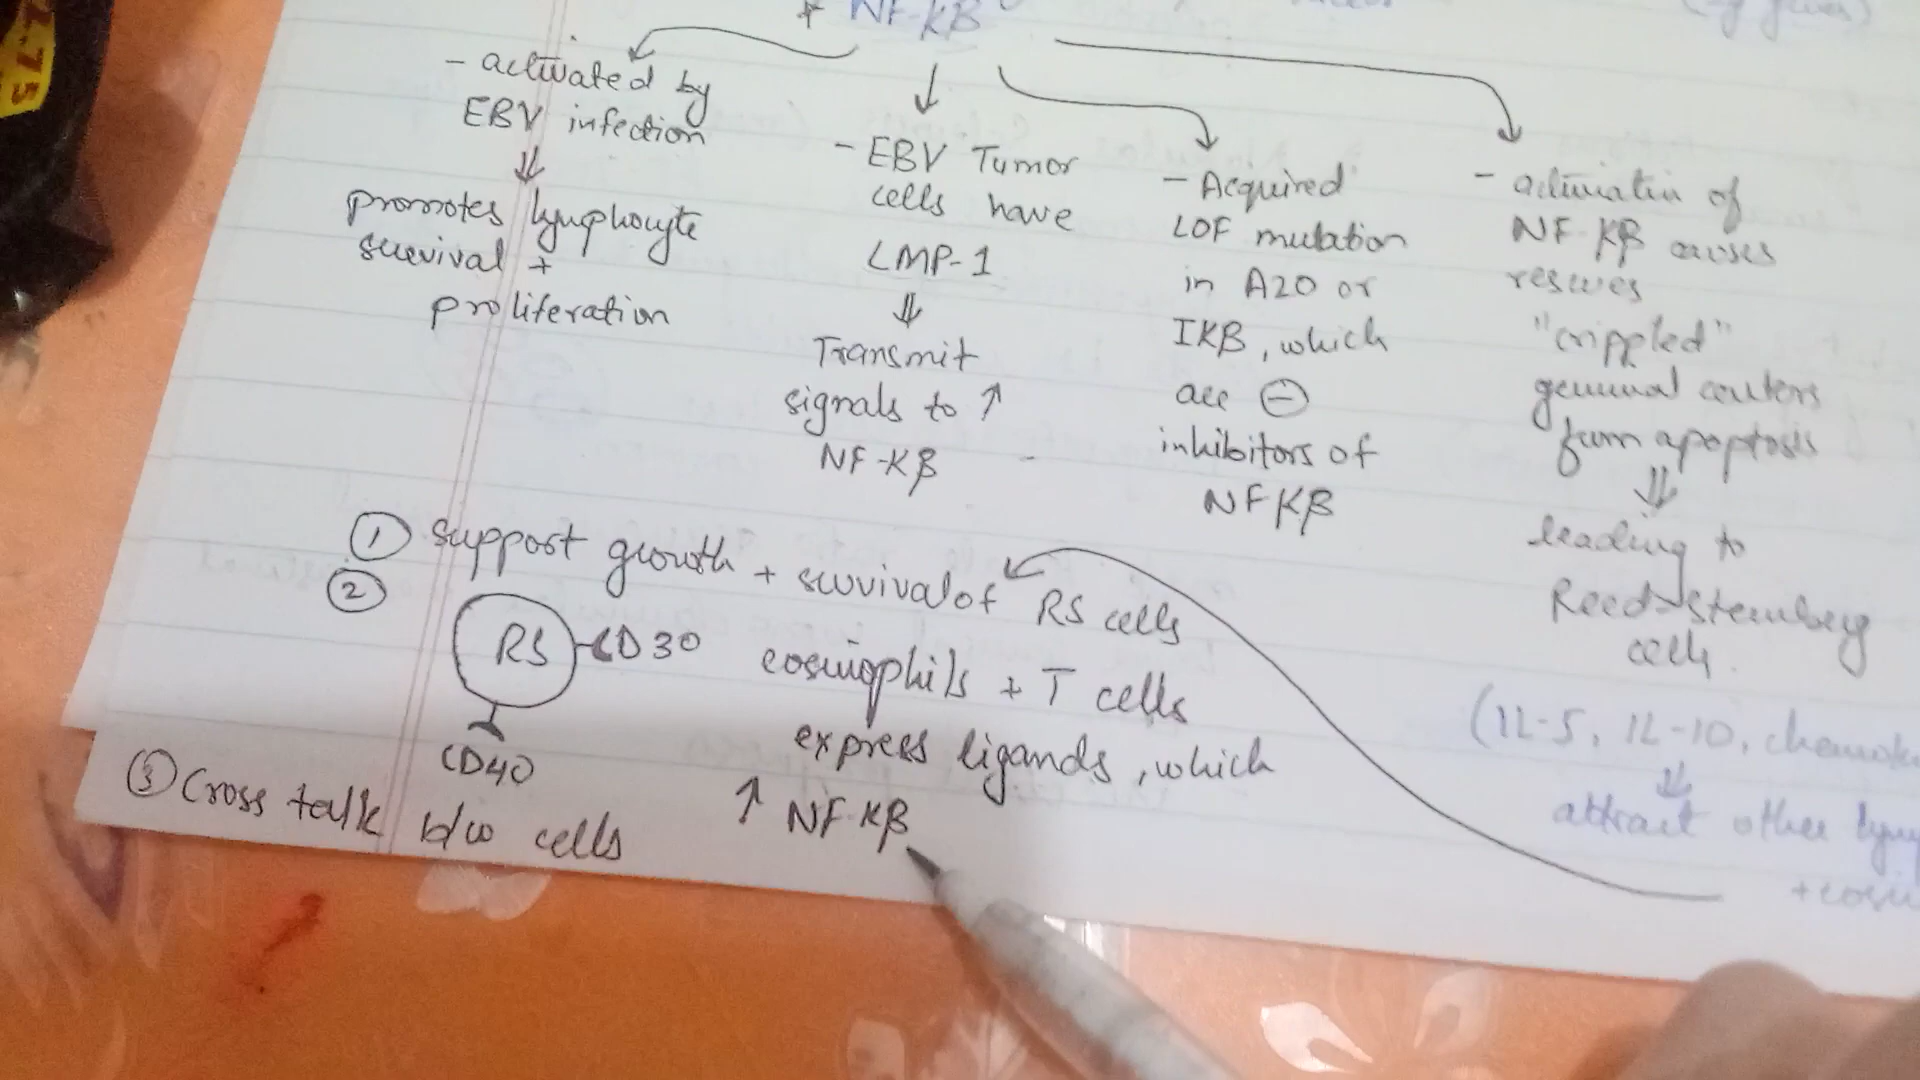 * NF-KB
- activated by
EBV infection
⇓
promotes lymphocyte
survival +
proliferation
- EBV Tumor
cells have
LMP-1
⇓
Transmit
signals to ↑
NF-KB
- Acquired
LOF mutation
in A20 or
IKB, which
are ⊖
inhibitors of
NFKB
- activation of
NF-KB causes
rescues
"crippled"
germinal centers
from apoptosis
⇓
leading to
Reed-Sternberg
cells.
(IL-5, IL-10,
⇓
attract other
① support growth + survival of RS cells
②
RS CD30
CD40
eosinophils + T cells
express ligands, which
↑ NF-KB
③ Cross talk b/w cells
2.75